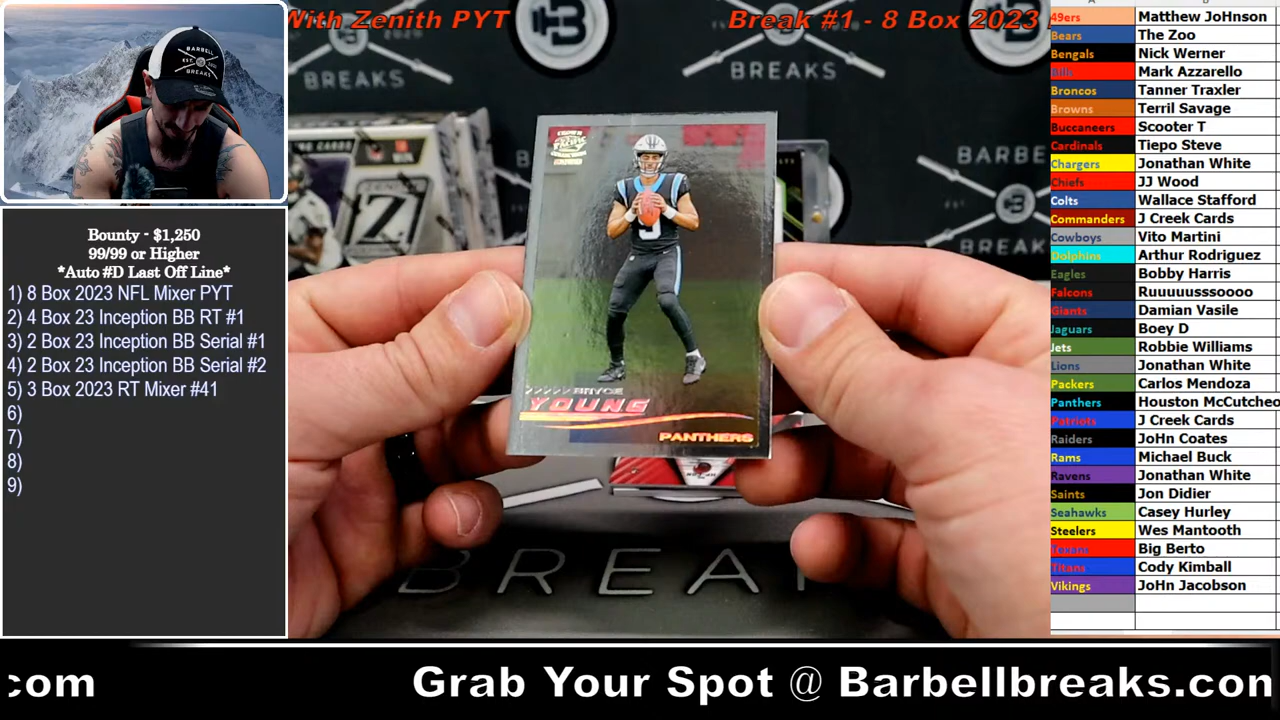 With Zenith PYT
Break #1 - 8 Box 2023
BARBELL
BREAKS
BREAKS
BREAKS
BARB
BREA
Bounty - $1,250
99/99 or Higher
*Auto #D Last Off Line*
1) 8 Box 2023 NFL Mixer PYT
2) 4 Box 23 Inception BB RT #1
3) 2 Box 23 Inception BB Serial #1
4) 2 Box 23 Inception BB Serial #2
5) 3 Box 2023 RT Mixer #41
6)
7)
8)
9)
BRYCE
YOUNG
PANTHERS
BREA
49ers Matthew JoHnson
Bears The Zoo
Bengals Nick Werner
Bills Mark Azzarello
Broncos Tanner Traxler
Browns Terril Savage
Buccaneers Scooter T
Cardinals Tiepo Steve
Chargers Jonathan White
Chiefs JJ Wood
Colts Wallace Stafford
Commanders J Creek Cards
Cowboys Vito Martini
Dolphins Arthur Rodriguez
Eagles Bobby Harris
Falcons Ruuuuusssoooo
Giants Damian Vasile
Jaguars Boey D
Jets Robbie Williams
Lions Jonathan White
Packers Carlos Mendoza
Panthers Houston McCutcheo
Patriots J Creek Cards
Raiders JoHn Coates
Rams Michael Buck
Ravens Jonathan White
Saints Jon Didier
Seahawks Casey Hurley
Steelers Wes Mantooth
Texans Big Berto
Titans Cody Kimball
Vikings JoHn Jacobson
com
Grab Your Spot @ Barbellbreaks.con